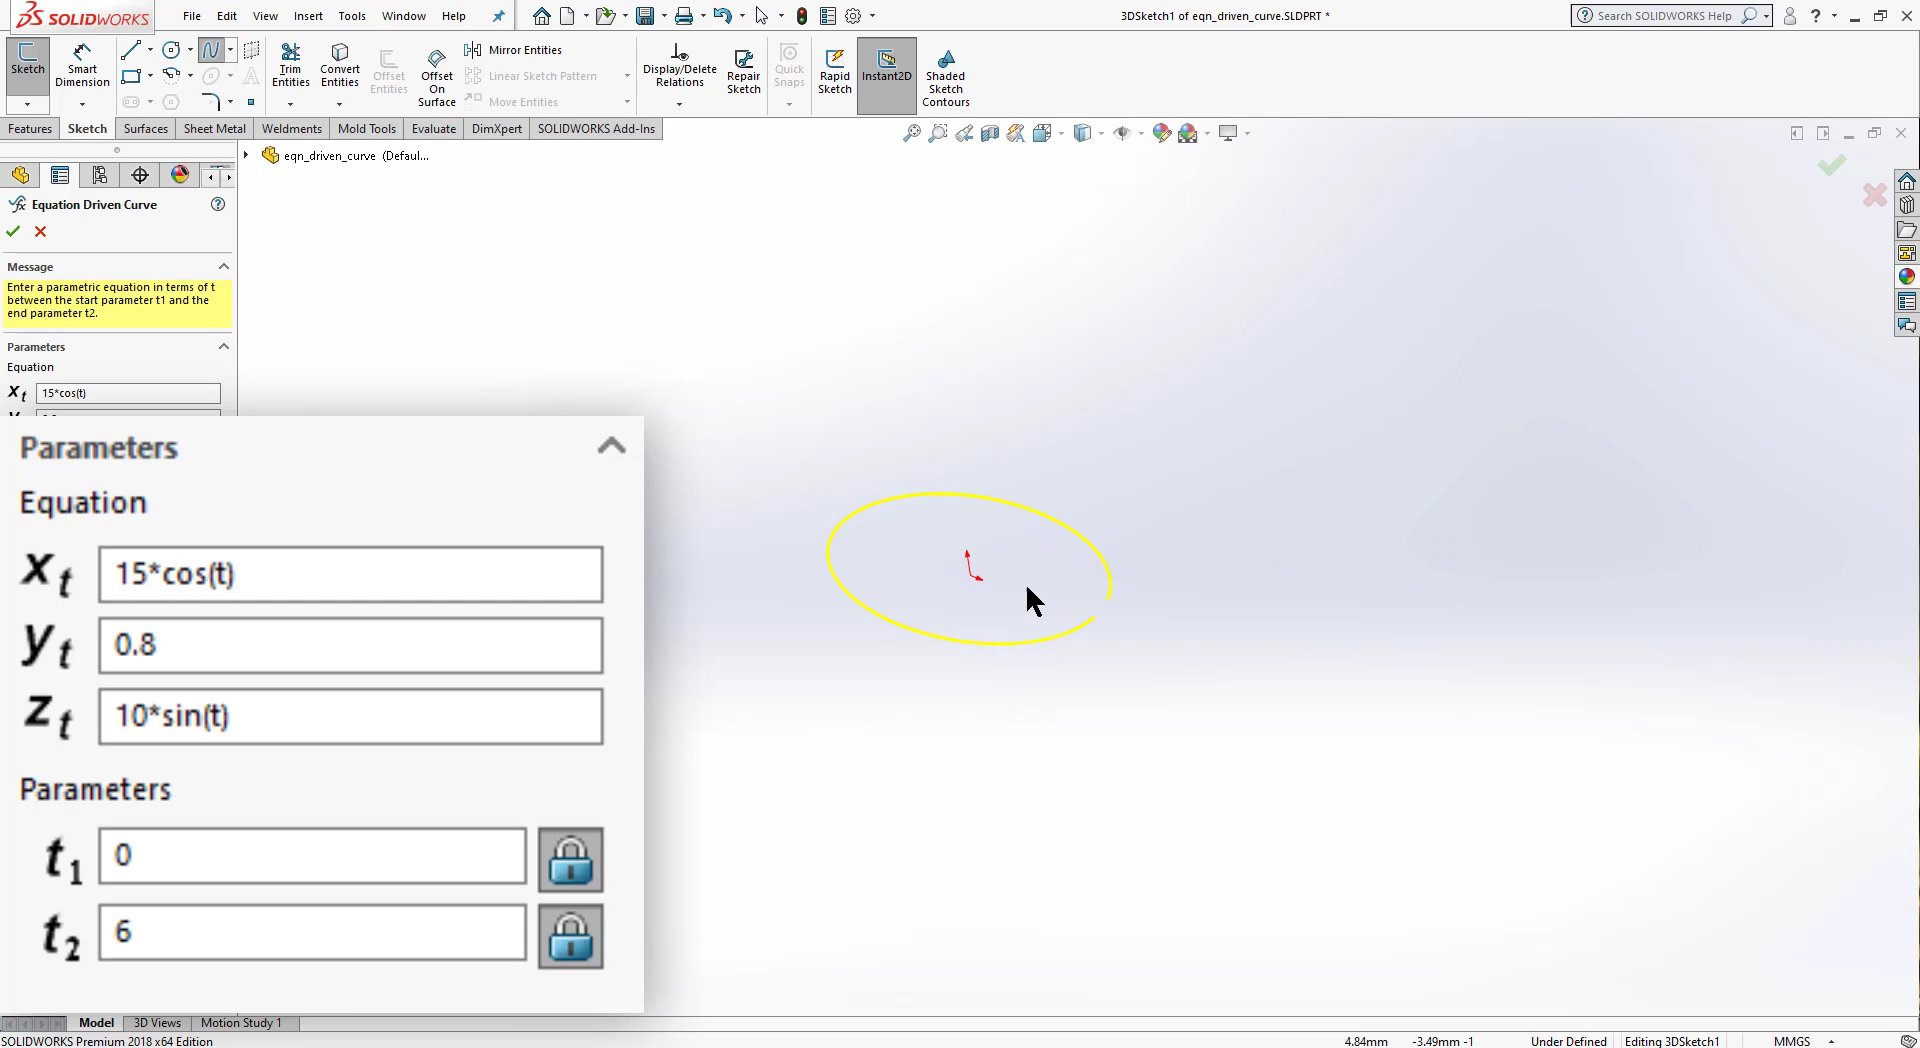 SOLIDWORKS
File Edit View Insert Tools Window Help
3DSketch1 of eqn_driven_curve.SLDPRT *
Search SOLIDWORKS Help
Sketch
Smart Dimension
Trim Entities
Convert Entities
Offset Entities
Offset On Surface
Mirror Entities
Linear Sketch Pattern
Move Entities
Display/Delete Relations
Repair Sketch
Quick Snaps
Rapid Sketch
Instant2D
Shaded Sketch Contours
Features Sketch Surfaces Sheet Metal Weldments Mold Tools Evaluate DimXpert SOLIDWORKS Add-Ins
eqn_driven_curve (Defaul...
Equation Driven Curve
Message
Enter a parametric equation in terms of t
between the start parameter t1 and the
end parameter t2.
Parameters
Equation
Xt 15*cos(t)
Parameters
Equation
xt 15*cos(t)
yt 0.8
zt 10*sin(t)
Parameters
t1 0
t2 6
Model 3D Views Motion Study 1
SOLIDWORKS Premium 2018 x64 Edition
4.84mm -3.49mm -1 Under Defined Editing 3DSketch1 MMGS